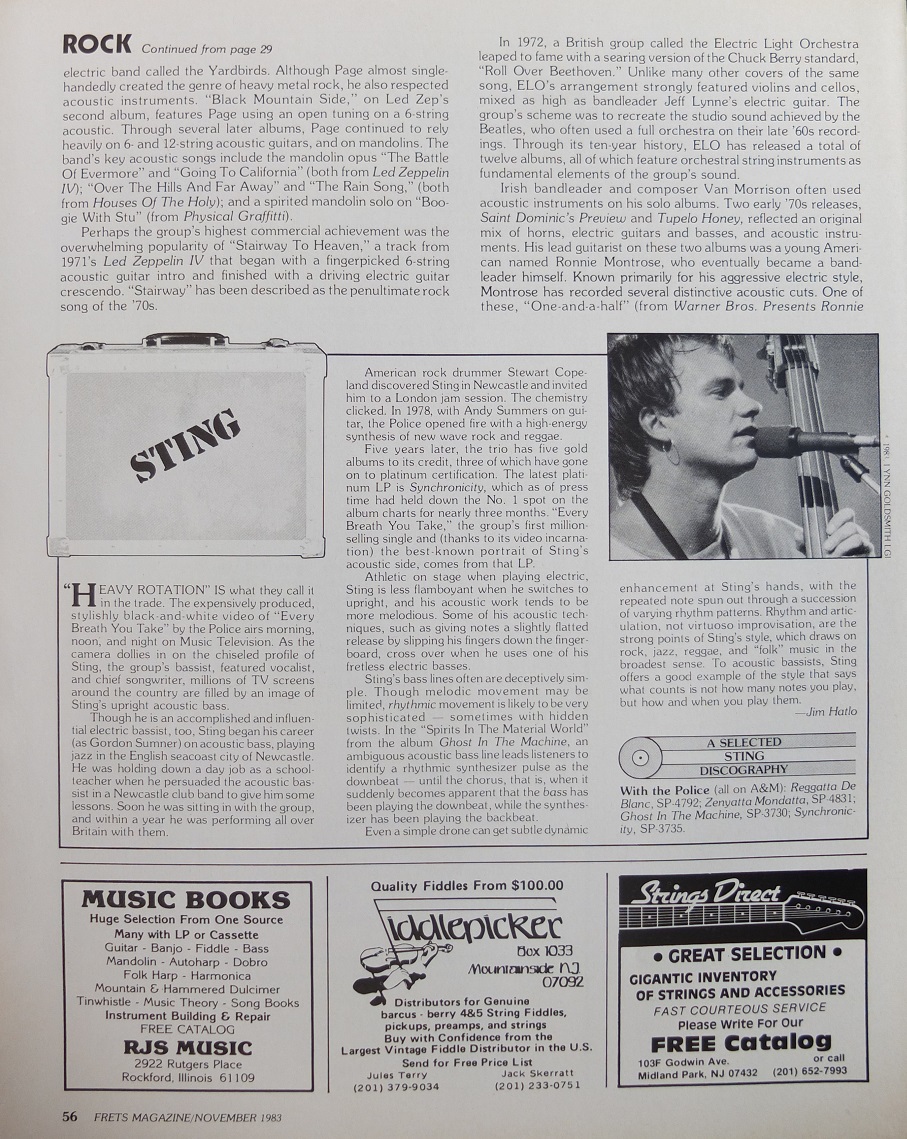 ROCK Continued from page 29
electric band called the Yardbirds. Although Page almost single-
handedly created the genre of heavy metal rock, he also respected
acoustic instruments. “Black Mountain Side,” on Led Zep’s
second album, features Page using an open tuning on a 6-string
acoustic. Through several later albums, Page continued to rely
heavily on 6- and 12-string acoustic guitars, and on mandolins. The
band’s key acoustic songs include the mandolin opus “The Battle
Of Evermore” and “Going To California” (both from Led Zeppelin
IV); “Over The Hills And Far Away” and “The Rain Song,” (both
from Houses Of The Holy); and a spirited mandolin solo on “Boo-
gie With Stu” (from Physical Graffitti).
Perhaps the group’s highest commercial achievement was the
overwhelming popularity of “Stairway To Heaven,” a track from
1971’s Led Zeppelin IV that began with a fingerpicked 6-string
acoustic guitar intro and finished with a driving electric guitar
crescendo. “Stairway” has been described as the penultimate rock
song of the ’70s.
In 1972, a British group called the Electric Light Orchestra
leaped to fame with a searing version of the Chuck Berry standard,
“Roll Over Beethoven.” Unlike many other covers of the same
song, ELO’s arrangement strongly featured violins and cellos,
mixed as high as bandleader Jeff Lynne’s electric guitar. The
group’s scheme was to recreate the studio sound achieved by the
Beatles, who often used a full orchestra on their late ’60s record-
ings. Through its ten-year history, ELO has released a total of
twelve albums, all of which feature orchestral string instruments as
fundamental elements of the group’s sound.
Irish bandleader and composer Van Morrison often used
acoustic instruments on his solo albums. Two early ’70s releases,
Saint Dominic’s Preview and Tupelo Honey, reflected an original
mix of horns, electric guitars and basses, and acoustic instru-
ments. His lead guitarist on these two albums was a young Ameri-
can named Ronnie Montrose, who eventually became a band-
leader himself. Known primarily for his aggressive electric style,
Montrose has recorded several distinctive acoustic cuts. One of
these, “One-and-a-half” (from Warner Bros. Presents Ronnie
STING
“HEAVY ROTATION” IS what they call it
in the trade. The expensively produced,
stylishly black-and-white video of “Every
Breath You Take” by the Police airs morning,
noon, and night on Music Television. As the
camera dollies in on the chiseled profile of
Sting, the group’s bassist, featured vocalist,
and chief songwriter, millions of TV screens
around the country are filled by an image of
Sting’s upright acoustic bass.
Though he is an accomplished and influen-
tial electric bassist, too, Sting began his career
(as Gordon Sumner) on acoustic bass, playing
jazz in the English seacoast city of Newcastle.
He was holding down a day job as a school-
teacher when he persuaded the acoustic bas-
sist in a Newcastle club band to give him some
lessons. Soon he was sitting in with the group,
and within a year he was performing all over
Britain with them.
American rock drummer Stewart Cope-
land discovered Sting in Newcastle and invited
him to a London jam session. The chemistry
clicked. In 1978, with Andy Summers on gui-
tar, the Police opened fire with a high-energy
synthesis of new wave rock and reggae.
Five years later, the trio has five gold
albums to its credit, three of which have gone
on to platinum certification. The latest plati-
num LP is Synchronicity, which as of press
time had held down the No. 1 spot on the
album charts for nearly three months. “Every
Breath You Take,” the group’s first million-
selling single and (thanks to its video incarna-
tion) the best-known portrait of Sting’s
acoustic side, comes from that LP.
Athletic on stage when playing electric,
Sting is less flamboyant when he switches to
upright, and his acoustic work tends to be
more melodious. Some of his acoustic tech-
niques, such as giving notes a slightly flatted
release by slipping his fingers down the finger-
board, cross over when he uses one of his
fretless electric basses.
Sting’s bass lines often are deceptively sim-
ple. Though melodic movement may be
limited, rhythmic movement is likely to be very
sophisticated — sometimes with hidden
twists. In the “Spirits In The Material World”
from the album Ghost In The Machine, an
ambiguous acoustic bass line leads listeners to
identify a rhythmic synthesizer pulse as the
downbeat — until the chorus, that is, when it
suddenly becomes apparent that the bass has
been playing the downbeat, while the synthes-
izer has been playing the backbeat.
Even a simple drone can get subtle dynamic
LYNN GOLDSMITH LGI
enhancement at Sting’s hands, with the
repeated note spun out through a succession
of varying rhythm patterns. Rhythm and artic-
ulation, not virtuoso improvisation, are the
strong points of Sting’s style, which draws on
rock, jazz, reggae, and “folk” music in the
broadest sense. To acoustic bassists, Sting
offers a good example of the style that says
what counts is not how many notes you play,
but how and when you play them.
—Jim Hatlo
A SELECTED
STING
DISCOGRAPHY
With the Police (all on A&M): Reggatta De
Blanc, SP-4792; Zenyatta Mondatta, SP-4831;
Ghost In The Machine, SP-3730; Synchronic-
ity, SP-3735.
MUSIC BOOKS
Huge Selection From One Source
Many with LP or Cassette
Guitar - Banjo - Fiddle - Bass
Mandolin - Autoharp - Dobro
Folk Harp - Harmonica
Mountain & Hammered Dulcimer
Tinwhistle - Music Theory - Song Books
Instrument Building & Repair
FREE CATALOG
RJS MUSIC
2922 Rutgers Place
Rockford, Illinois 61109
Quality Fiddles From $100.00
Fiddlepicker
Box 1033
Mountainside NJ
07092
Distributors for Genuine
barcus - berry 4&5 String Fiddles,
pickups, preamps, and strings
Buy with Confidence from the
Largest Vintage Fiddle Distributor in the U.S.
Send for Free Price List
Jules Terry Jack Skerratt
(201) 379-9034 (201) 233-0751
Strings Direct
• GREAT SELECTION •
GIGANTIC INVENTORY
OF STRINGS AND ACCESSORIES
FAST COURTEOUS SERVICE
Please Write For Our
FREE Catalog
103F Godwin Ave. or call
Midland Park, NJ 07432 (201) 652-7993
56 FRETS MAGAZINE/NOVEMBER 1983